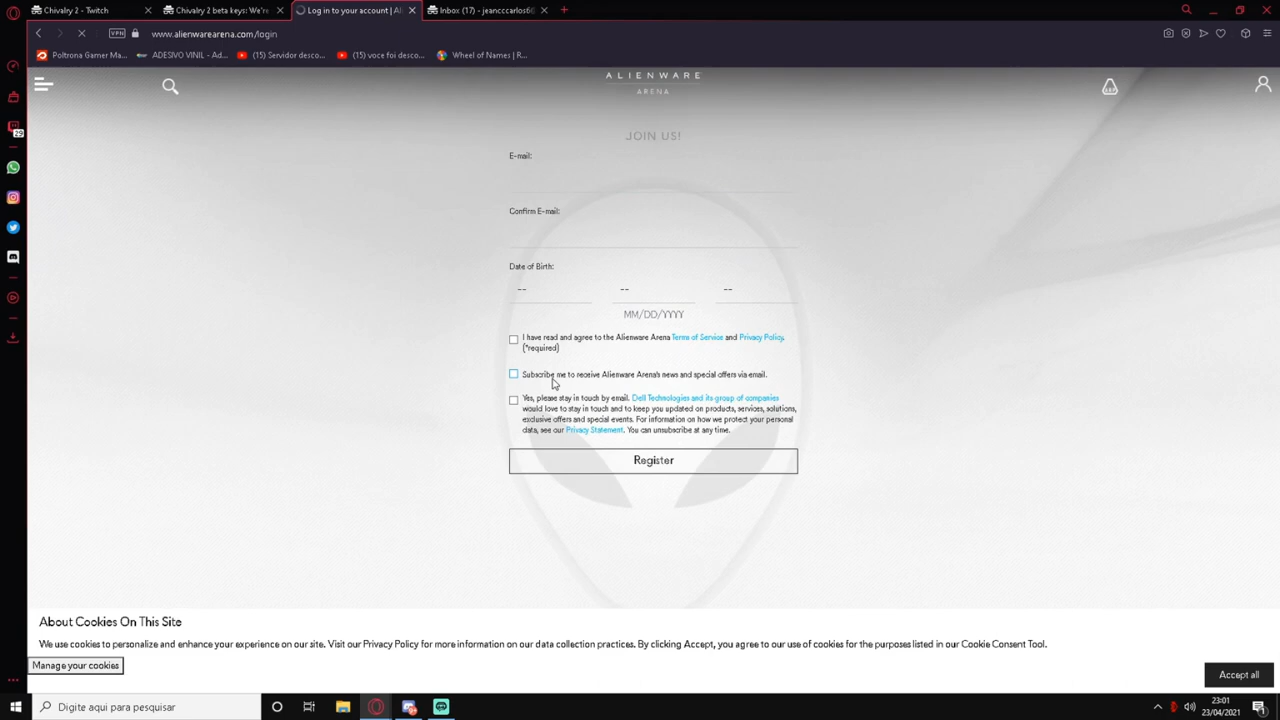 Chivalry 2 - Twitch
Chivalry 2 beta keys: We're
Log in to your account | Al
Inbox (17) - jeancccarlos6
VPN
www.alienwarearena.com/login
Poltrona Gamer Ma...
ADESIVO VINIL - Ad...
(15) Servidor desco...
(15) voce foi desco...
Wheel of Names | R...
ALIENWARE
ARENA
ARP
29
JOIN US!
E-mail:
Confirm E-mail:
Date of Birth:
-- -- --
MM/DD/YYYY
I have read and agree to the Alienware Arena Terms of Service and Privacy Policy.
(*required)
Subscribe me to receive Alienware Arena's news and special offers via email.
Yes, please stay in touch by email. Dell Technologies and its group of companies
would love to stay in touch and to keep you updated on products, services, solutions,
exclusive offers and special events. For information on how we protect your personal
data, see our Privacy Statement. You can unsubscribe at any time.
Register
About Cookies On This Site
We use cookies to personalize and enhance your experience on our site. Visit our Privacy Policy for more information on our data collection practices. By clicking Accept, you agree to our use of cookies for the purposes listed in our Cookie Consent Tool.
Manage your cookies
Accept all
Digite aqui para pesquisar
23:01
23/04/2021
1